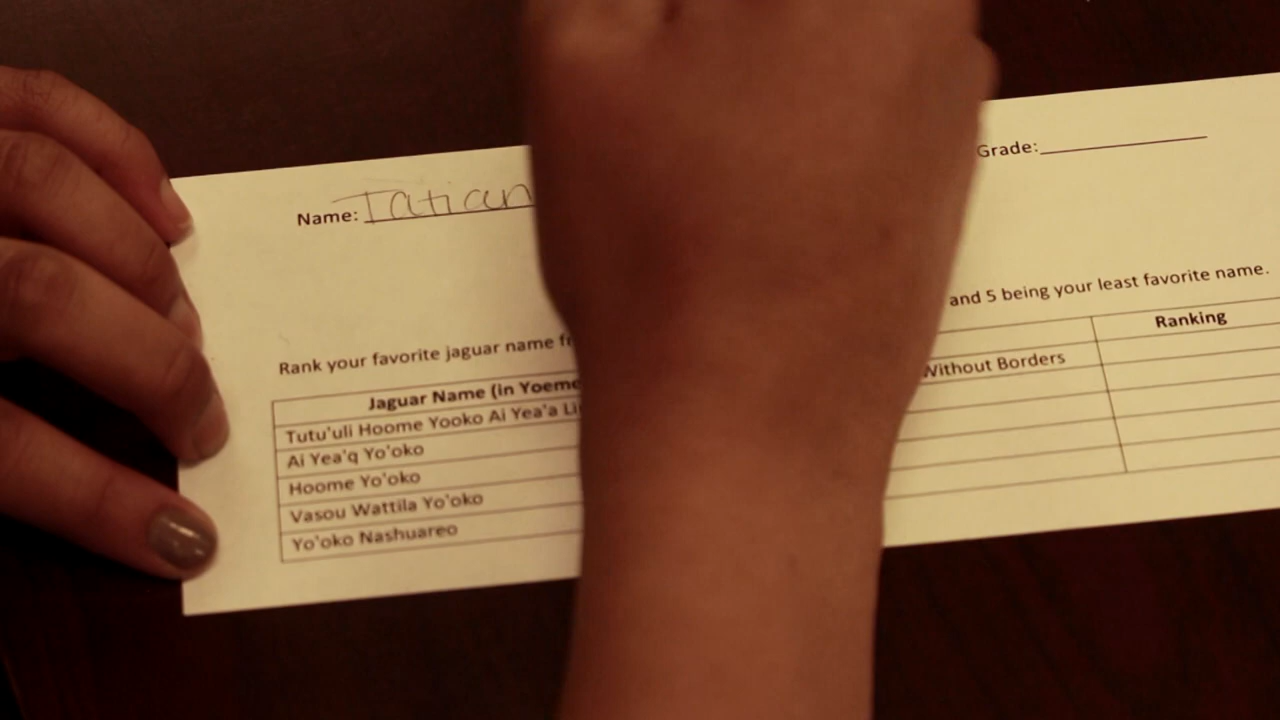 Name: Tatian Grade:
Rank your favorite jaguar name and 5 being your least favorite name.
Jaguar Name (in Ranking
Tutu'uli Hoome Yooko Ai Yea'a Without Borders
Ai Yea'q Yo'oko
Hoome Yo'oko
Vasou Wattila Yo'oko
Yo'oko Nashuareo